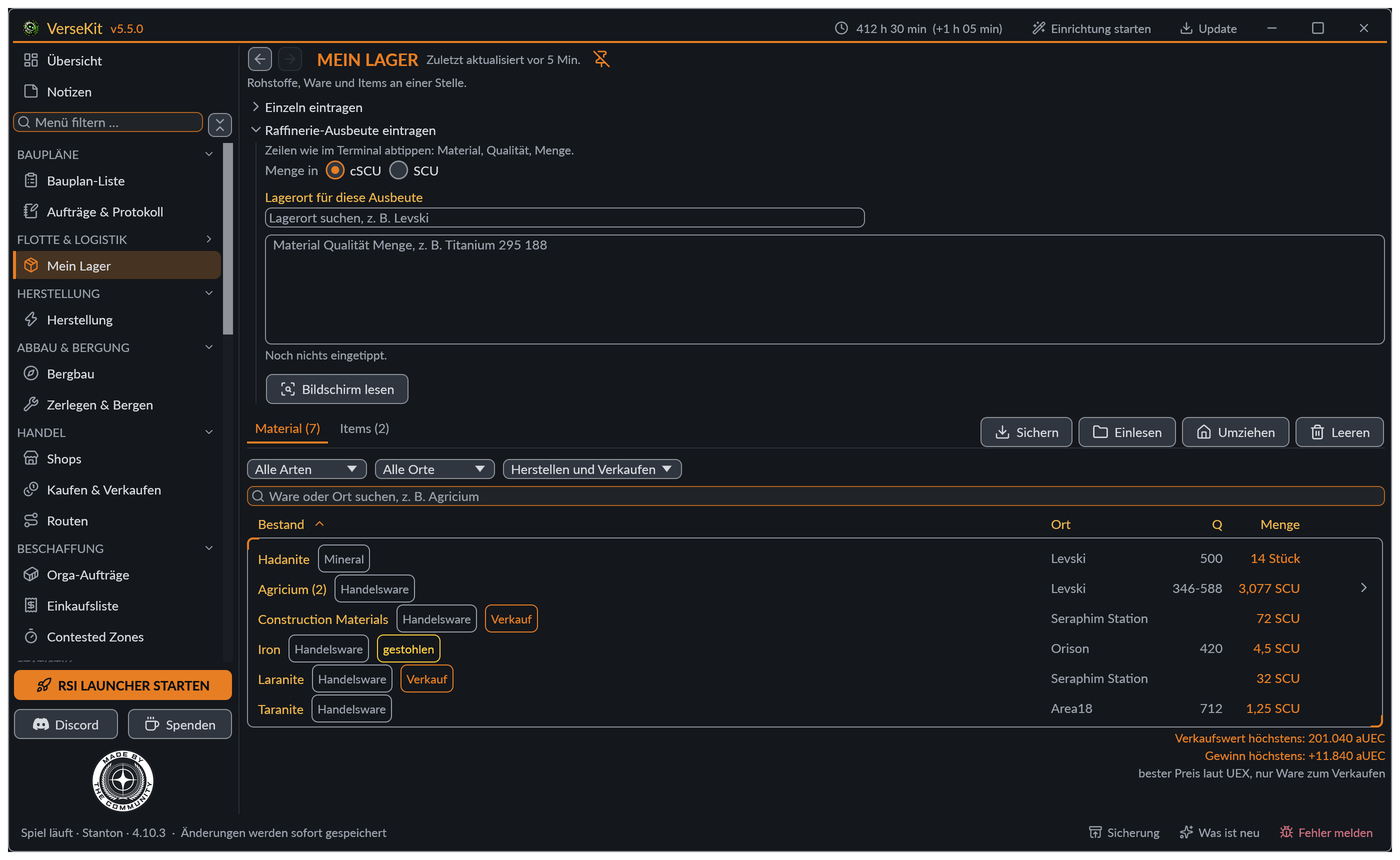 VerseKit v5.5.0
412 h 30 min (+1 h 05 min)
Einrichtung starten
Update
Übersicht
Notizen
Menü filtern ...
BAUPLÄNE
Bauplan-Liste
Aufträge & Protokoll
FLOTTE & LOGISTIK
Mein Lager
HERSTELLUNG
Herstellung
ABBAU & BERGUNG
Bergbau
Zerlegen & Bergen
HANDEL
Shops
Kaufen & Verkaufen
Routen
BESCHAFFUNG
Orga-Aufträge
Einkaufsliste
Contested Zones
RSI LAUNCHER STARTEN
Discord
Spenden
MADE BY
THE COMMUNITY
MEIN LAGER Zuletzt aktualisiert vor 5 Min.
Rohstoffe, Ware und Items an einer Stelle.
Einzeln eintragen
Raffinerie-Ausbeute eintragen
Zeilen wie im Terminal abtippen: Material, Qualität, Menge.
Menge in cSCU SCU
Lagerort für diese Ausbeute
Lagerort suchen, z. B. Levski
Material Qualität Menge, z. B. Titanium 295 188
Noch nichts eingetippt.
Bildschirm lesen
Material (7) Items (2)
Sichern Einlesen Umziehen Leeren
Alle Arten Alle Orte Herstellen und Verkaufen
Ware oder Ort suchen, z. B. Agricium
Bestand Ort Q Menge
Hadanite Mineral Levski 500 14 Stück
Agricium (2) Handelsware Levski 346-588 3,077 SCU
Construction Materials Handelsware Verkauf Seraphim Station 72 SCU
Iron Handelsware gestohlen Orison 420 4,5 SCU
Laranite Handelsware Verkauf Seraphim Station 32 SCU
Taranite Handelsware Area18 712 1,25 SCU
Verkaufswert höchstens: 201.040 aUEC
Gewinn höchstens: +11.840 aUEC
bester Preis laut UEX, nur Ware zum Verkaufen
Spiel läuft · Stanton · 4.10.3 · Änderungen werden sofort gespeichert
Sicherung
Was ist neu
Fehler melden